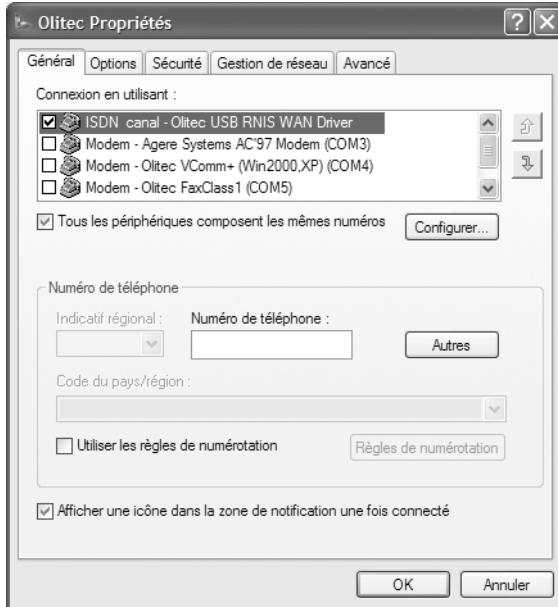 Olitec Propriétés
Général Options Sécurité Gestion de réseau Avancé
Connexion en utilisant :
ISDN canal - Olitec USB RNIS WAN Driver
Modem - Agere Systems AC'97 Modem (COM3)
Modem - Olitec VComm+ (Win2000,XP) (COM4)
Modem - Olitec FaxClass1 (COM5)
Tous les périphériques composent les mêmes numéros
Configurer...
Numéro de téléphone
Indicatif régional : Numéro de téléphone :
Autres
Code du pays/région :
Utiliser les règles de numérotation
Règles de numérotation
Afficher une icône dans la zone de notification une fois connecté
OK Annuler